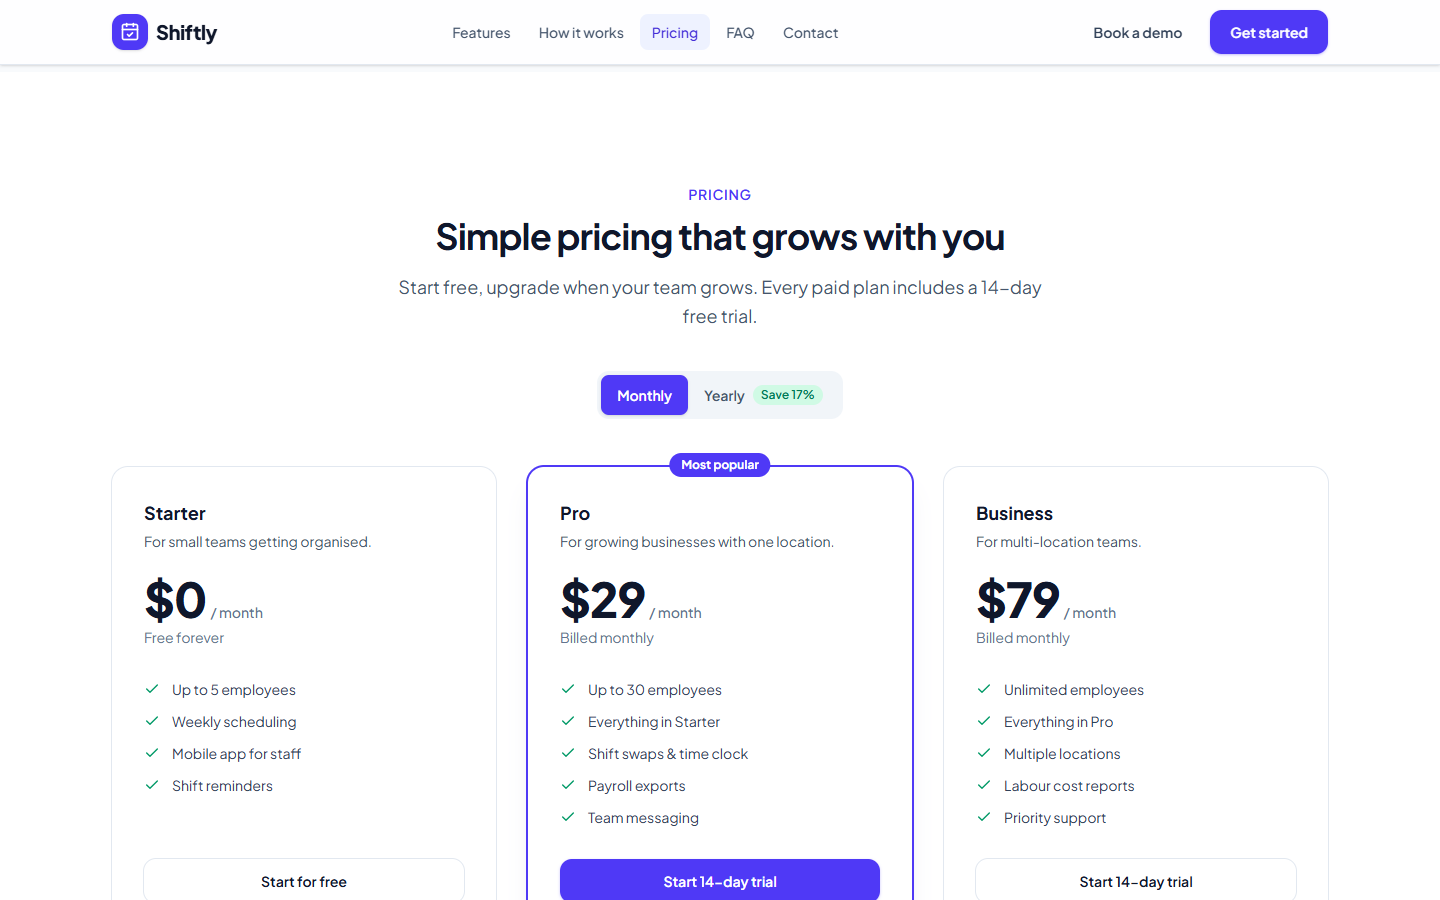 Shiftly
Features
How it works
Pricing
FAQ
Contact
Book a demo
Get started
PRICING
Simple pricing that grows with you
Start free, upgrade when your team grows. Every paid plan includes a 14-day
free trial.
Monthly
Yearly
Save 17%
Starter
For small teams getting organised.
$0 / month
Free forever
Up to 5 employees
Weekly scheduling
Mobile app for staff
Shift reminders
Start for free
Most popular
Pro
For growing businesses with one location.
$29 / month
Billed monthly
Up to 30 employees
Everything in Starter
Shift swaps & time clock
Payroll exports
Team messaging
Start 14-day trial
Business
For multi-location teams.
$79 / month
Billed monthly
Unlimited employees
Everything in Pro
Multiple locations
Labour cost reports
Priority support
Start 14-day trial